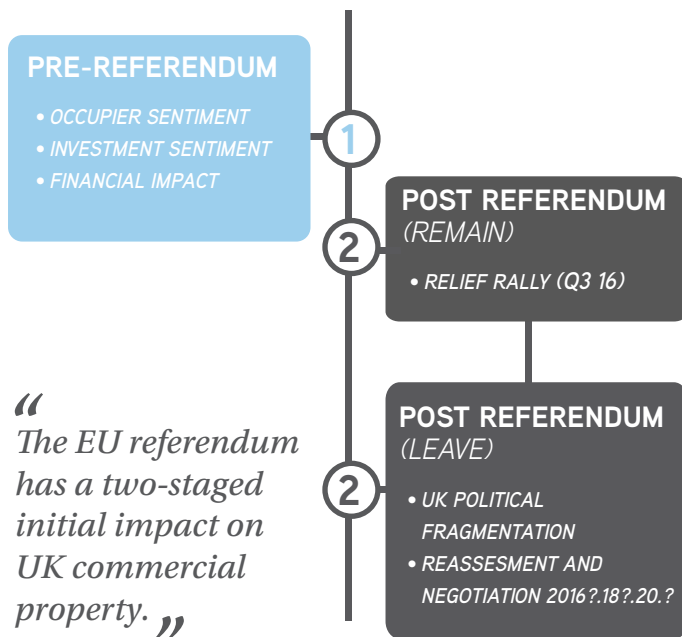 PRE-REFERENDUM
• OCCUPIER SENTIMENT
• INVESTMENT SENTIMENT
• FINANCIAL IMPACT
1
POST REFERENDUM
(REMAIN)
• RELIEF RALLY (Q3 16)
2
“
The EU referendum
has a two-staged
initial impact on
UK commercial
property. ”
POST REFERENDUM
(LEAVE)
• UK POLITICAL
FRAGMENTATION
• REASSESMENT AND
NEGOTIATION 2016?.18?.20.?
2